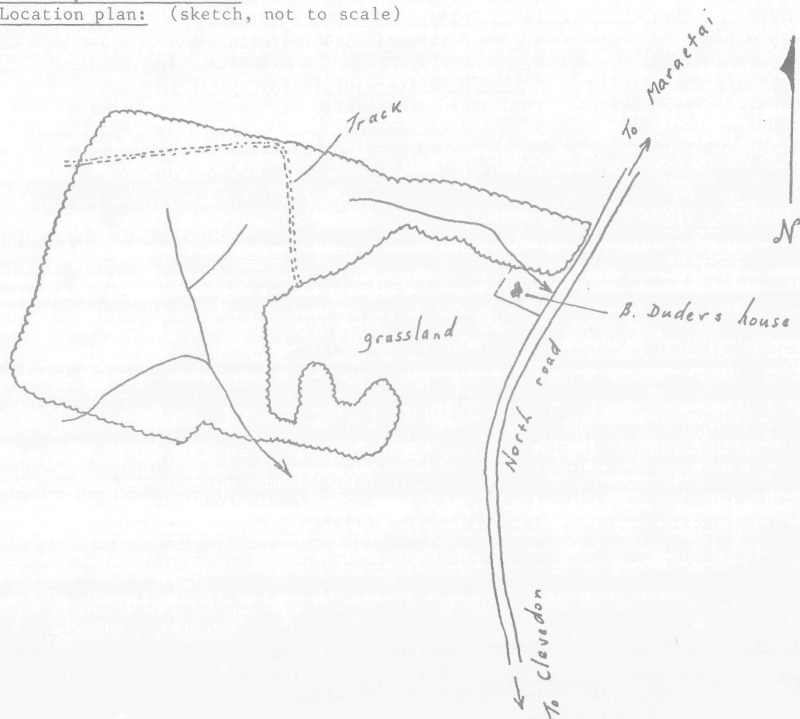 Location plan: (sketch, not to scale)
To Maraetai
Track
N
B. Duders house
grassland
North road
To Clevedon